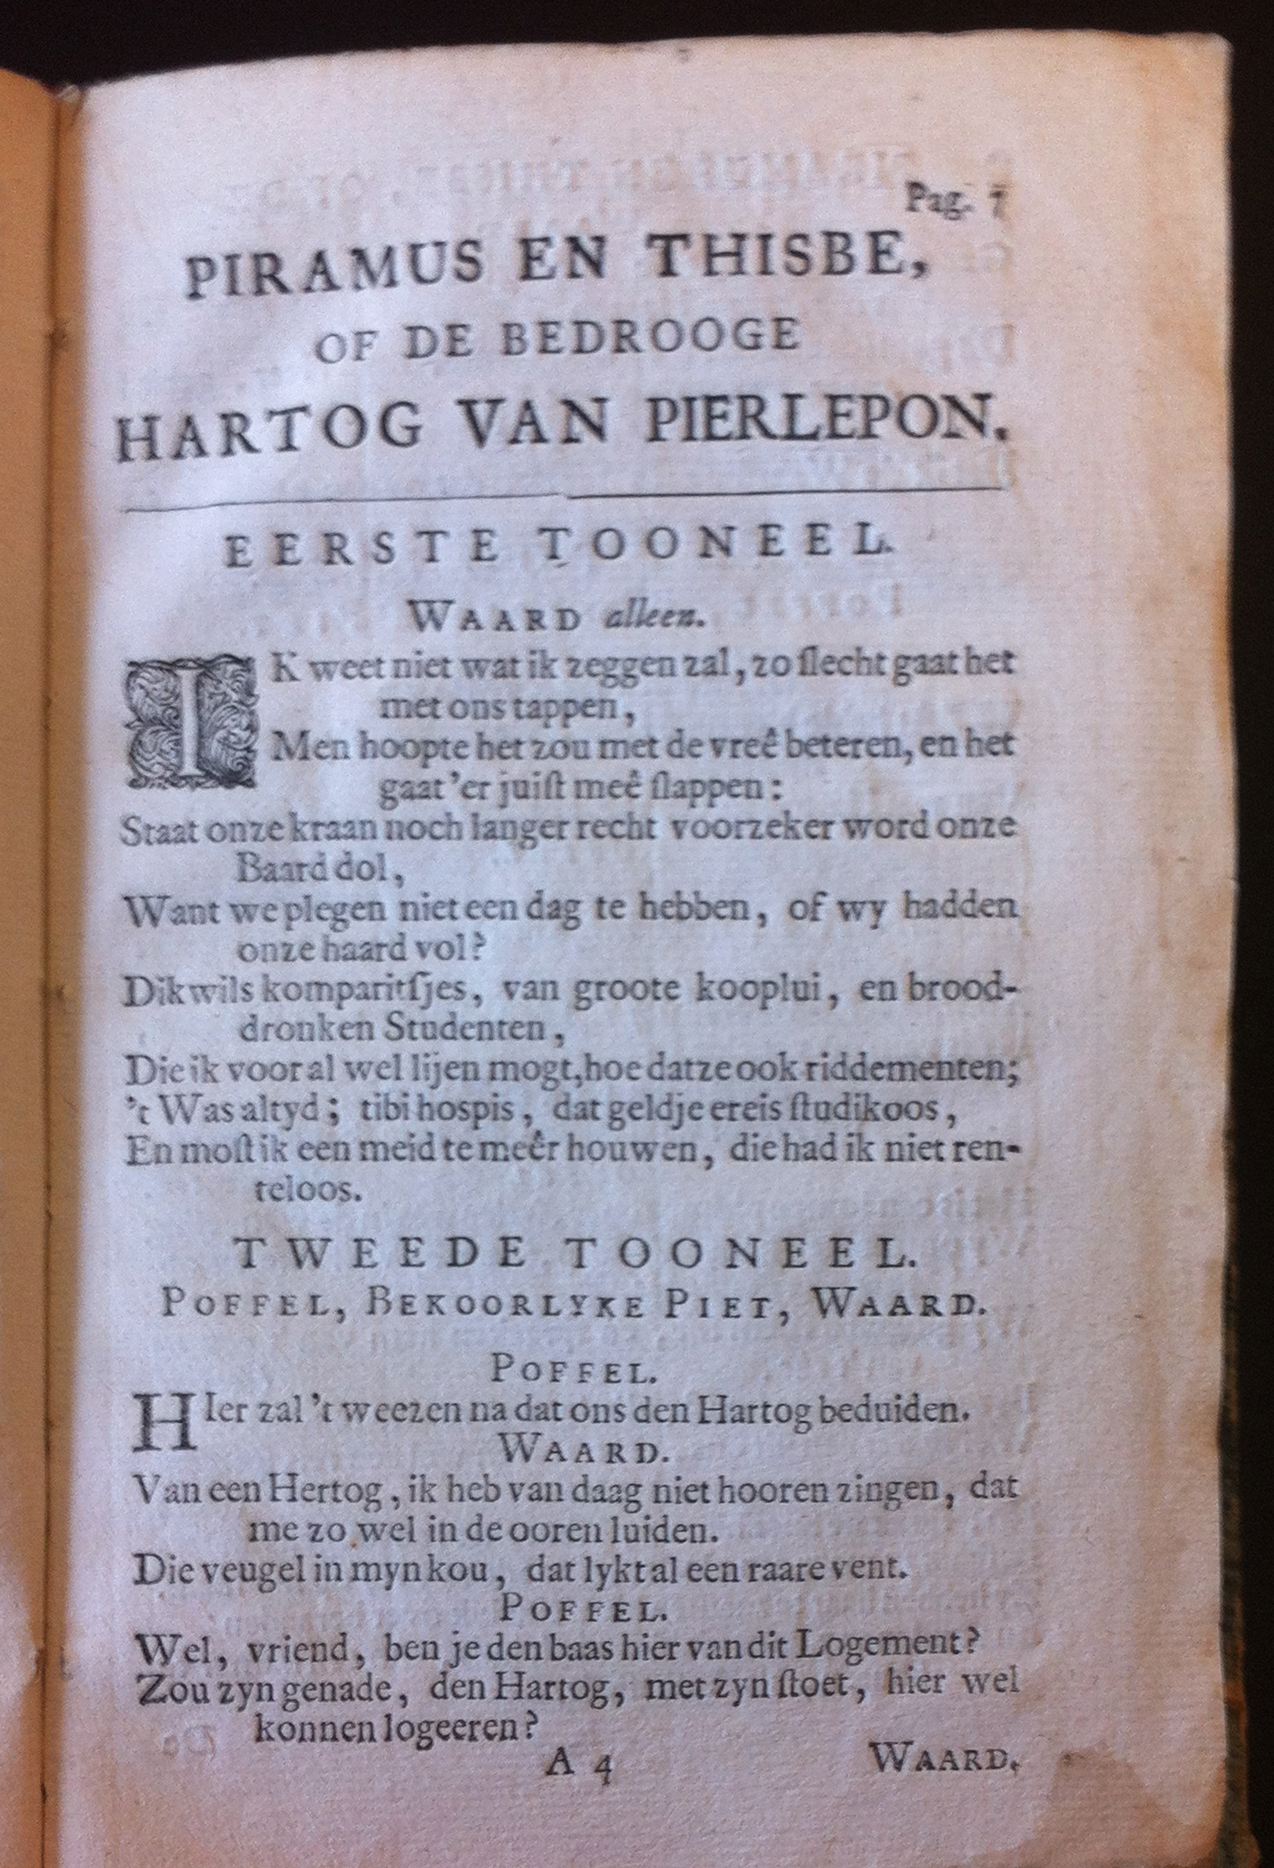 Pag. 7
PIRAMUS EN THISBE,
OF DE BEDROOGE
HARTOG VAN PIERLEPON.
EERSTE TOONEEL.
WAARD alleen.
IK weet niet wat ik zeggen zal, zo ſlecht gaat het
met ons tappen,
Men hoopte het zou met de vreê beteren, en het
gaat 'er juiſt meê ſlappen:
Staat onze kraan noch langer recht voorzeker word onze
Baard dol,
Want we plegen niet een dag te hebben, of wy hadden
onze haard vol?
Dikwils komparitſjes, van groote kooplui, en brood-
dronken Studenten,
Die ik voor al wel lijen mogt, hoe datze ook riddementen;
't Was altyd; tibi hospis, dat geldje ereis ſtudikoos,
En moſt ik een meid te meêr houwen, die had ik niet ren-
teloos.
TWEEDE TOONEEL.
POFFEL, BEKOORLYKE PIET, WAARD.
POFFEL.
HIer zal 't weezen na dat ons den Hartog beduiden.
WAARD.
Van een Hertog, ik heb van daag niet hooren zingen, dat
me zo wel in de ooren luiden.
Die veugel in myn kou, dat lykt al een raare vent.
POFFEL.
Wel, vriend, ben je den baas hier van dit Logement?
Zou zyn genade, den Hartog, met zyn ſtoet, hier wel
konnen logeeren?
A 4 WAARD.